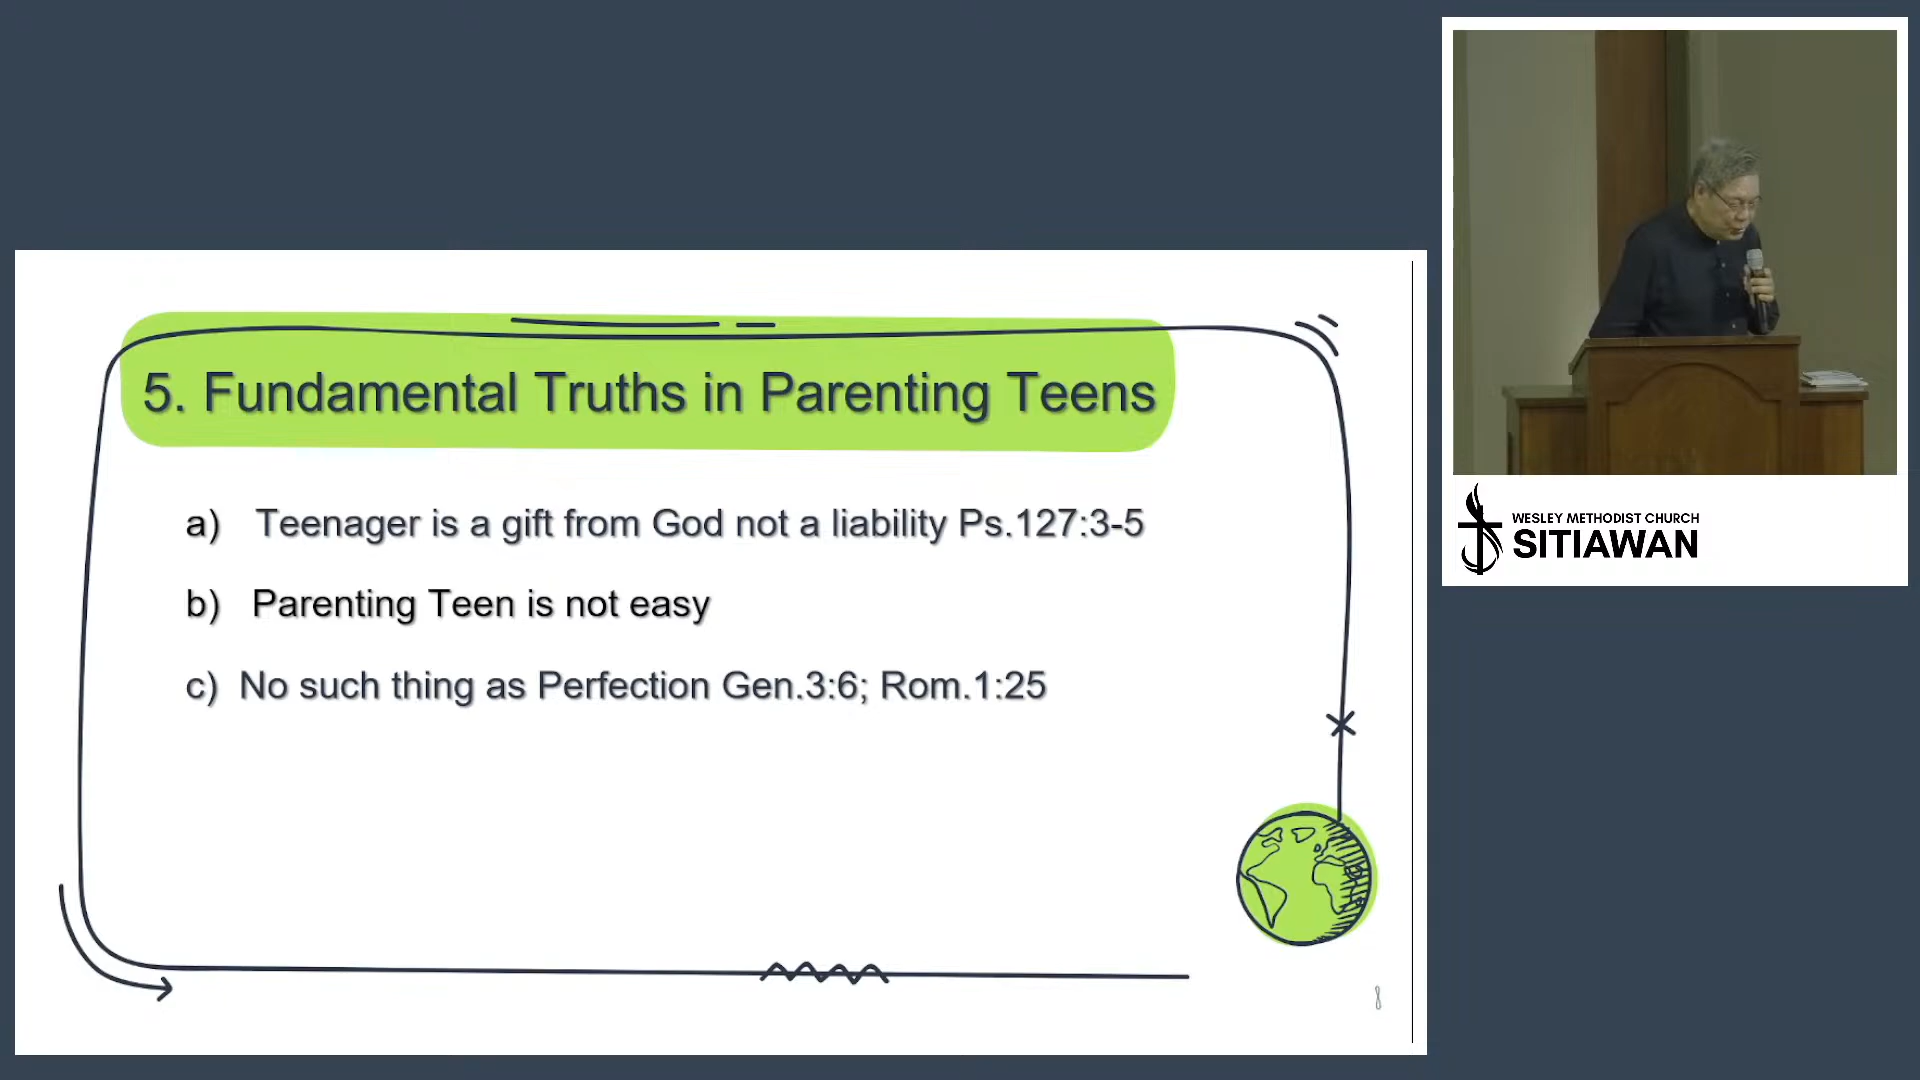 5. Fundamental Truths in Parenting Teens
a) Teenager is a gift from God not a liability Ps.127:3-5
b) Parenting Teen is not easy
c) No such thing as Perfection Gen.3:6; Rom.1:25
8
WESLEY METHODIST CHURCH
SITIAWAN